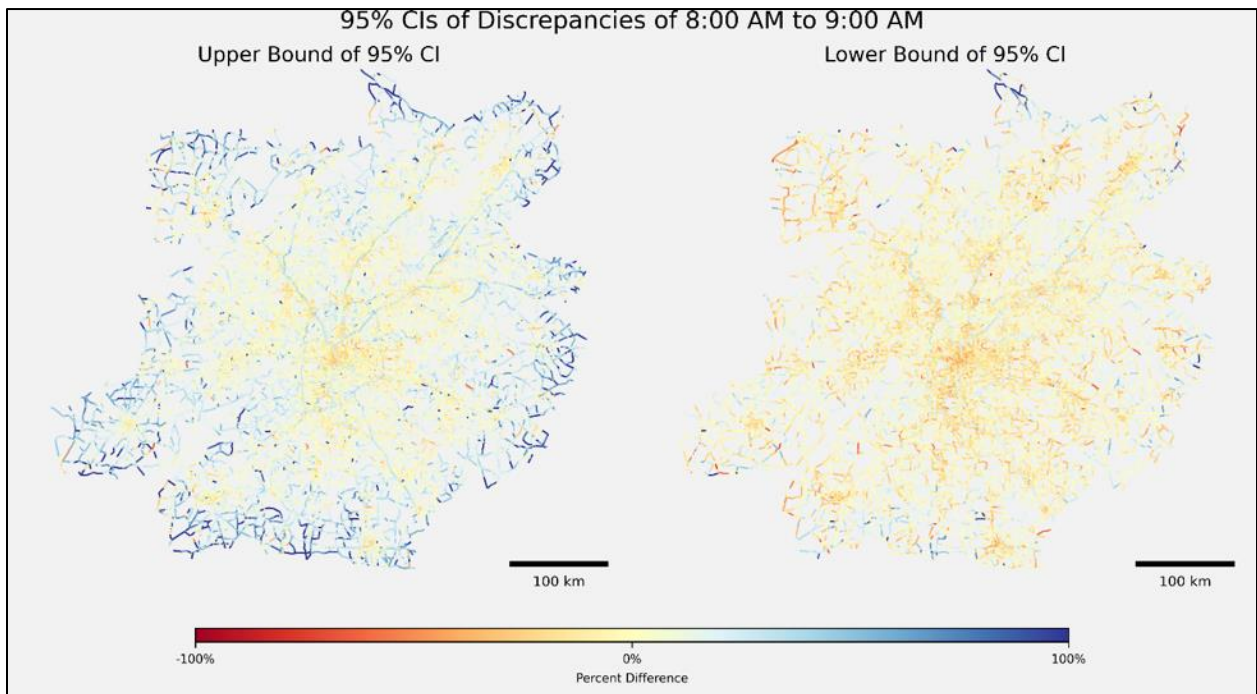 95% CIs of Discrepancies of 8:00 AM to 9:00 AM
Upper Bound of 95% CI
Lower Bound of 95% CI
100 km
100 km
-100%
0%
100%
Percent Difference